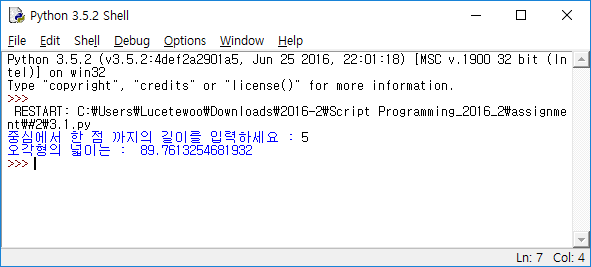 Python 3.5.2 Shell
File Edit Shell Debug Options Window Help
Python 3.5.2 (v3.5.2:4def2a2901a5, Jun 25 2016, 22:01:18) [MSC v.1900 32 bit (In
tel)] on win32
Type "copyright", "credits" or "license()" for more information.
>>>
RESTART: C:₩Users₩Lucetewoo₩Downloads₩2016-2₩Script Programming_2016_2₩assignme
nt₩#2₩3.1.py
중심에서 한 점 까지의 길이를 입력하세요 : 5
오각형의 넓이는 : 89.7613254681932
>>>
Ln: 7 Col: 4